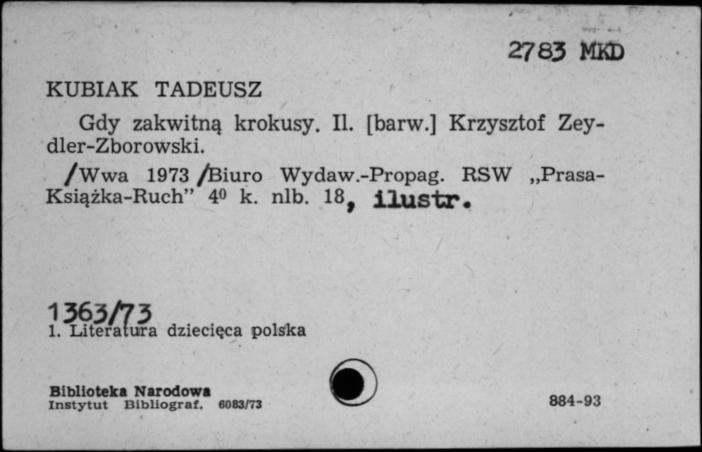 2783 MKD
KUBIAK TADEUSZ
Gdy zakwitną krokusy. Il. [barw.] Krzysztof Zey-
dler-Zborowski.
/Wwa 1973 /Biuro Wydaw.-Propag. RSW „Prasa-
Książka-Ruch” 4⁰ k. nlb. 18, ilustr.
1363/73
1. Literatura dziecięca polska
Biblioteka Narodowa
Instytut Bibliograf. 6083/73
884-93